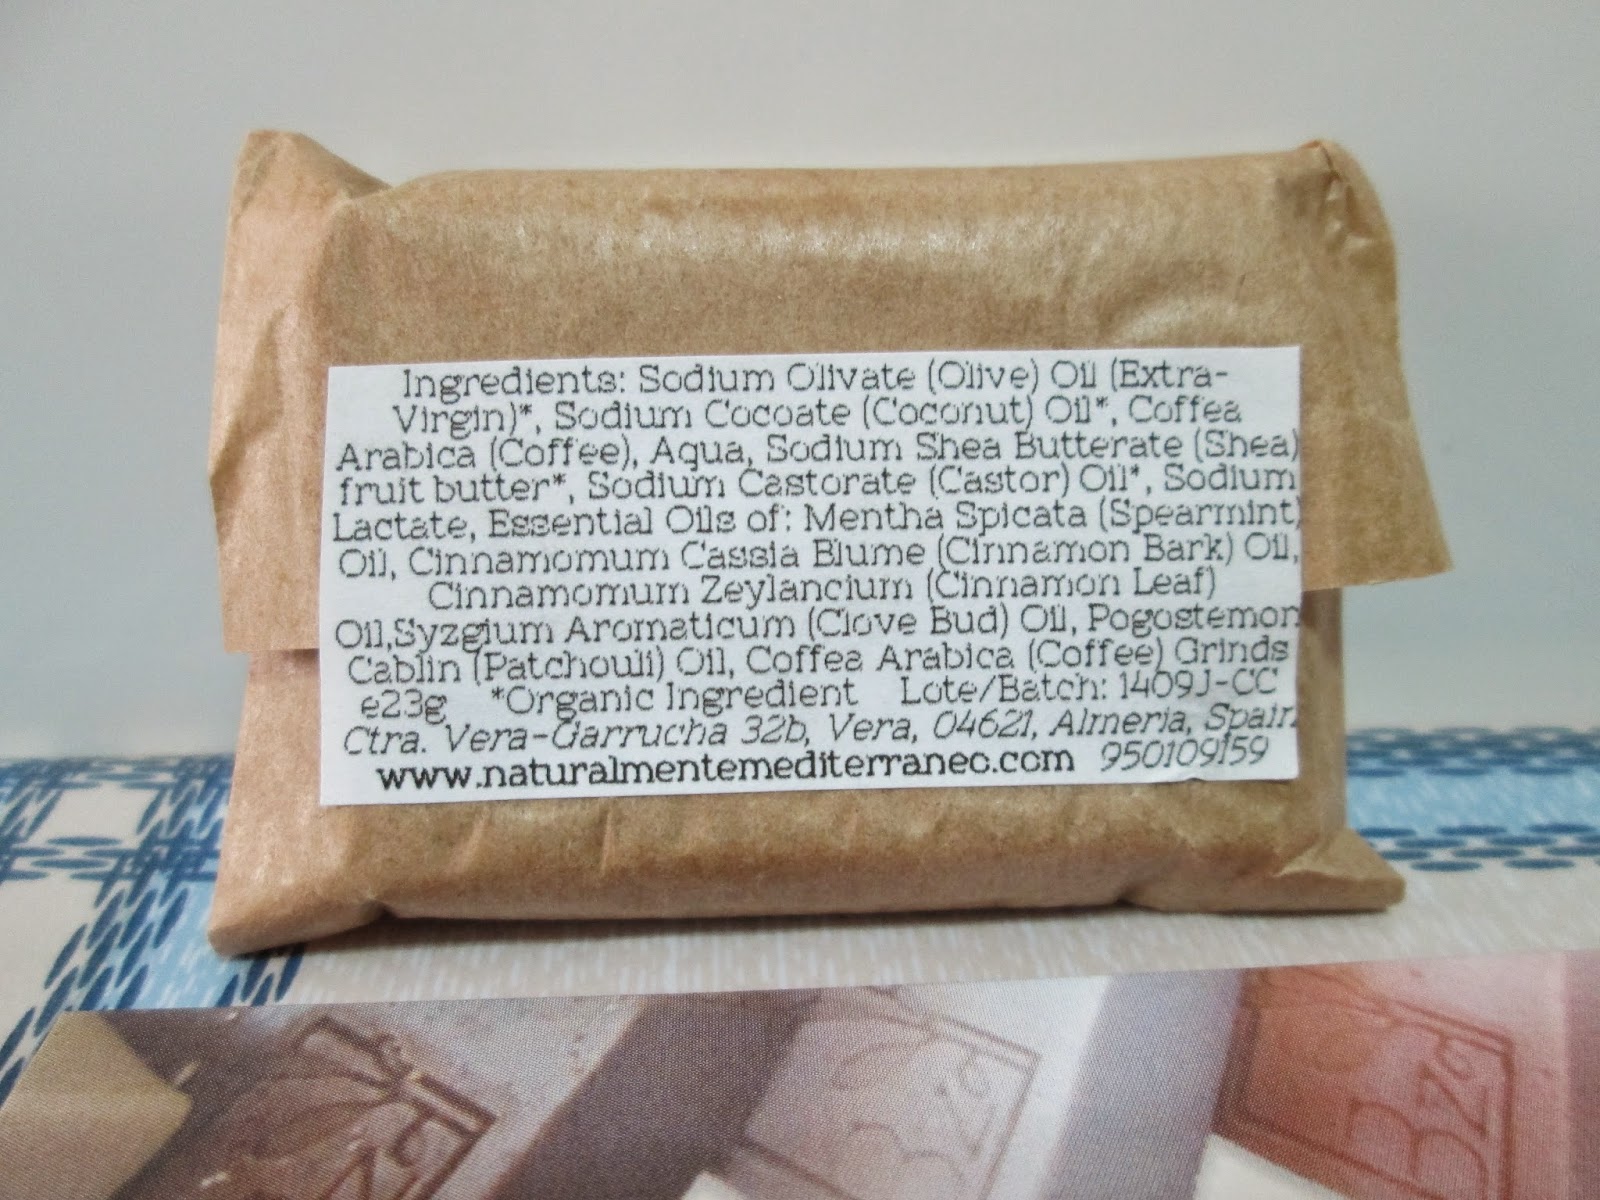 Ingredients: Sodium Olivate (Olive) Oil (Extra-
Virgin)*, Sodium Cocoate (Coconut) Oil*, Coffea
Arabica (Coffee), Aqua, Sodium Shea Butterate (Shea)
fruit butter*, Sodium Castorate (Castor) Oil*, Sodium
Lactate, Essential Oils of: Mentha Spicata (Spearmint)
Oil, Cinnamomum Cassia Blume (Cinnamon Bark) Oil,
Cinnamomum Zeylancium (Cinnamon Leaf)
Oil,Syzgium Aromaticum (Clove Bud) Oil, Pogostemon
Cablin (Patchouli) Oil, Coffea Arabica (Coffee) Grinds
e23g *Organic Ingredient Lote/Batch: 1409J-CC
Ctra. Vera-Garrucha 32b, Vera, 04621, Almeria, Spain
www.naturalmentemediterraneo.com 950109159